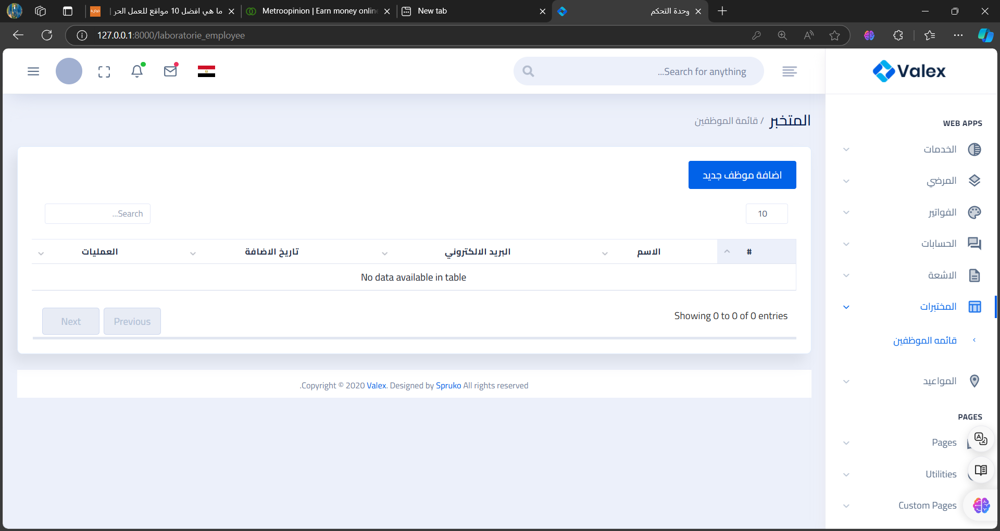 ما هي افضل 10 مواقع للعمل الحر |
Metroopinion | Earn money online
New tab
وحدة التحكم
127.0.0.1:8000/laboratorie_employee
Search for anything...
Valex
المتخبر / قائمة الموظفين
اضافة موظف جديد
10
Search...
# الاسم البريد الالكتروني تاريخ الاضافة العمليات
No data available in table
Showing 0 to 0 of 0 entries
Previous
Next
Copyright © 2020 Valex. Designed by Spruko All rights reserved.
WEB APPS
الخدمات
المرضي
الفواتير
الحسابات
الاشعة
المختبرات
قائمه الموظفين
المواعيد
PAGES
Pages
Utilities
Custom Pages